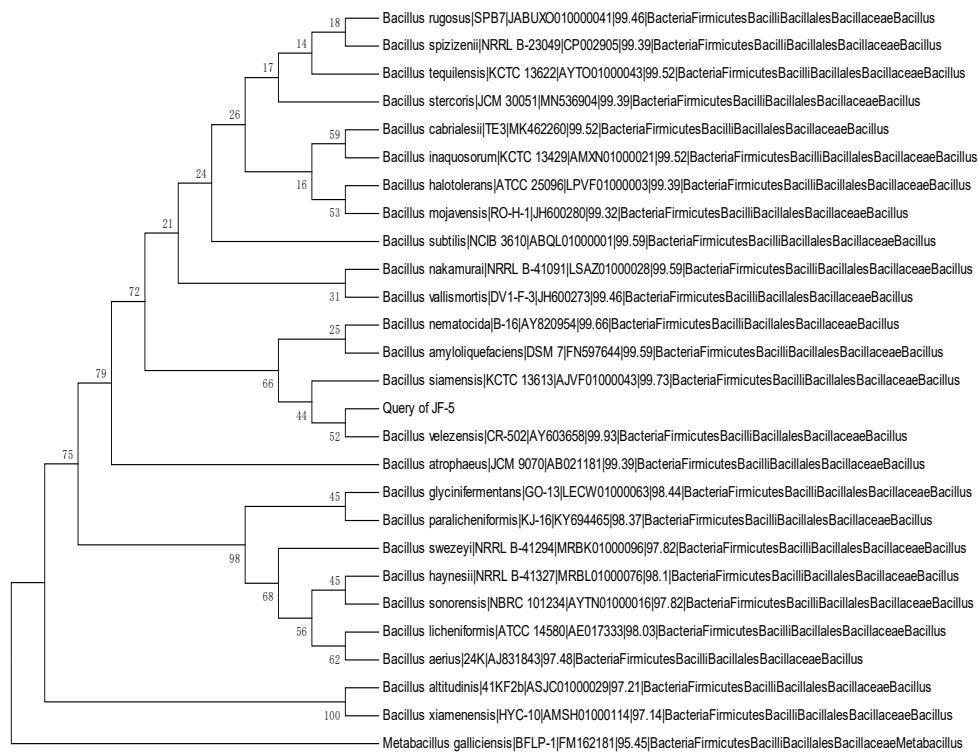 18
Bacillus rugosus|SPB7|JABUXO010000041|99.46|BacteriaFirmicutesBacilliBacillalesBacillaceaeBacillus
14
Bacillus spizizenii|NRRL B-23049|CP002905|99.39|BacteriaFirmicutesBacilliBacillalesBacillaceaeBacillus
17
Bacillus tequilensis|KCTC 13622|AYTO01000043|99.52|BacteriaFirmicutesBacilliBacillalesBacillaceaeBacillus
Bacillus stercoris|JCM 30051|MN536904|99.39|BacteriaFirmicutesBacilliBacillalesBacillaceaeBacillus
26
59
Bacillus cabrialesii|TE3|MK462260|99.52|BacteriaFirmicutesBacilliBacillalesBacillaceaeBacillus
Bacillus inaquosorum|KCTC 13429|AMXN01000021|99.52|BacteriaFirmicutesBacilliBacillalesBacillaceaeBacillus
24
16
Bacillus halotolerans|ATCC 25096|LPVF01000003|99.39|BacteriaFirmicutesBacilliBacillalesBacillaceaeBacillus
53
Bacillus mojavensis|RO-H-1|JH600280|99.32|BacteriaFirmicutesBacilliBacillalesBacillaceaeBacillus
21
Bacillus subtilis|NCIB 3610|ABQL01000001|99.59|BacteriaFirmicutesBacilliBacillalesBacillaceaeBacillus
Bacillus nakamurai|NRRL B-41091|LSAZ01000028|99.59|BacteriaFirmicutesBacilliBacillalesBacillaceaeBacillus
72
31
Bacillus vallismortis|DV1-F-3|JH600273|99.46|BacteriaFirmicutesBacilliBacillalesBacillaceaeBacillus
25
Bacillus nematocida|B-16|AY820954|99.66|BacteriaFirmicutesBacilliBacillalesBacillaceaeBacillus
Bacillus amyloliquefaciens|DSM 7|FN597644|99.59|BacteriaFirmicutesBacilliBacillalesBacillaceaeBacillus
79
66
Bacillus siamensis|KCTC 13613|AJVF01000043|99.73|BacteriaFirmicutesBacilliBacillalesBacillaceaeBacillus
44
Query of JF-5
52
Bacillus velezensis|CR-502|AY603658|99.93|BacteriaFirmicutesBacilliBacillalesBacillaceaeBacillus
75
Bacillus atrophaeus|JCM 9070|AB021181|99.39|BacteriaFirmicutesBacilliBacillalesBacillaceaeBacillus
45
Bacillus glycinifermentans|GO-13|LECW01000063|98.44|BacteriaFirmicutesBacilliBacillalesBacillaceaeBacillus
Bacillus paralicheniformis|KJ-16|KY694465|98.37|BacteriaFirmicutesBacilliBacillalesBacillaceaeBacillus
98
Bacillus swezeyi|NRRL B-41294|MRBK01000096|97.82|BacteriaFirmicutesBacilliBacillalesBacillaceaeBacillus
68
45
Bacillus haynesii|NRRL B-41327|MRBL01000076|98.1|BacteriaFirmicutesBacilliBacillalesBacillaceaeBacillus
Bacillus sonorensis|NBRC 101234|AYTN01000016|97.82|BacteriaFirmicutesBacilliBacillalesBacillaceaeBacillus
56
Bacillus licheniformis|ATCC 14580|AE017333|98.03|BacteriaFirmicutesBacilliBacillalesBacillaceaeBacillus
62
Bacillus aerius|24K|AJ831843|97.48|BacteriaFirmicutesBacilliBacillalesBacillaceaeBacillus
Bacillus altitudinis|41KF2b|ASJC01000029|97.21|BacteriaFirmicutesBacilliBacillalesBacillaceaeBacillus
100
Bacillus xiamenensis|HYC-10|AMSH01000114|97.14|BacteriaFirmicutesBacilliBacillalesBacillaceaeBacillus
Metabacillus galliciensis|BFLP-1|FM162181|95.45|BacteriaFirmicutesBacilliBacillalesBacillaceaeMetabacillus